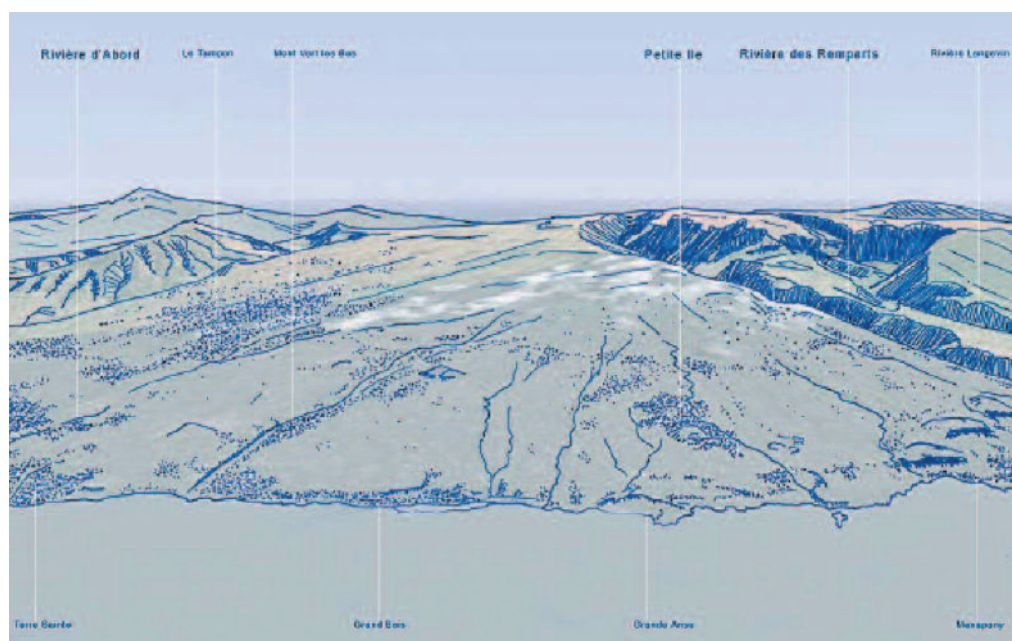 Rivière d'Abord
Le Tampon
Mont Vert les Bas
Petite Ile
Rivière des Remparts
Rivière Langevin
Terre Sainte
Grand Bois
Grande Anse
Manapany